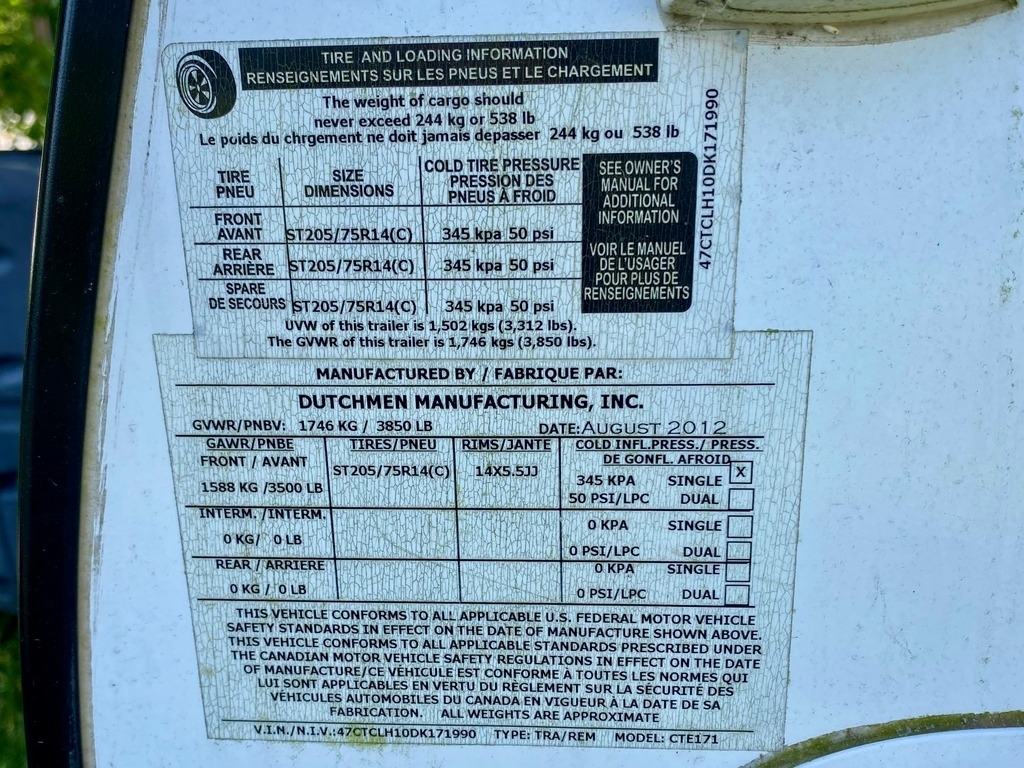 TIRE AND LOADING INFORMATION
RENSEIGNEMENTS SUR LES PNEUS ET LE CHARGEMENT
The weight of cargo should
never exceed 244 kg or 538 lb
Le poids du chrgement ne doit jamais depasser 244 kg ou 538 lb
TIRE PNEU SIZE DIMENSIONS COLD TIRE PRESSURE PRESSION DES PNEUS À FROID
FRONT AVANT ST205/75R14(C) 345 kpa 50 psi
REAR ARRIÈRE ST205/75R14(C) 345 kpa 50 psi
SPARE DE SECOURS ST205/75R14(C) 345 kpa 50 psi
SEE OWNER'S
MANUAL FOR
ADDITIONAL
INFORMATION
VOIR LE MANUEL
DE L'USAGER
POUR PLUS DE
RENSEIGNEMENTS
47CTCLH10DK171990
UVW of this trailer is 1,502 kgs (3,312 lbs).
The GVWR of this trailer is 1,746 kgs (3,850 lbs).
MANUFACTURED BY / FABRIQUE PAR:
DUTCHMEN MANUFACTURING, INC.
GVWR/PNBV: 1746 KG / 3850 LB DATE: AUGUST 2012
GAWR/PNBE TIRES/PNEU RIMS/JANTE COLD INFL.PRESS./ PRESS.
DE GONFL. AFROID
FRONT / AVANT ST205/75R14(C) 14X5.5JJ 345 KPA SINGLE X
1588 KG /3500 LB 50 PSI/LPC DUAL
INTERM. /INTERM. 0 KPA SINGLE
0 KG/ 0 LB 0 PSI/LPC DUAL
REAR / ARRIERE 0 KPA SINGLE
0 KG / 0 LB 0 PSI/LPC DUAL
THIS VEHICLE CONFORMS TO ALL APPLICABLE U.S. FEDERAL MOTOR VEHICLE
SAFETY STANDARDS IN EFFECT ON THE DATE OF MANUFACTURE SHOWN ABOVE.
THIS VEHICLE CONFORMS TO ALL APPLICABLE STANDARDS PRESCRIBED UNDER
THE CANADIAN MOTOR VEHICLE SAFETY REGULATIONS IN EFFECT ON THE DATE
OF MANUFACTURE/CE VÉHICULE EST CONFORME À TOUTES LES NORMES QUI
LUI SONT APPLICABLES EN VERTU DU RÈGLEMENT SUR LA SÉCURITÉ DES
VÉHICULES AUTOMOBILES DU CANADA EN VIGUEUR À LA DATE DE SA
FABRICATION. ALL WEIGHTS ARE APPROXIMATE
V.I.N./N.I.V.:47CTCLH10DK171990 TYPE: TRA/REM MODEL: CTE171